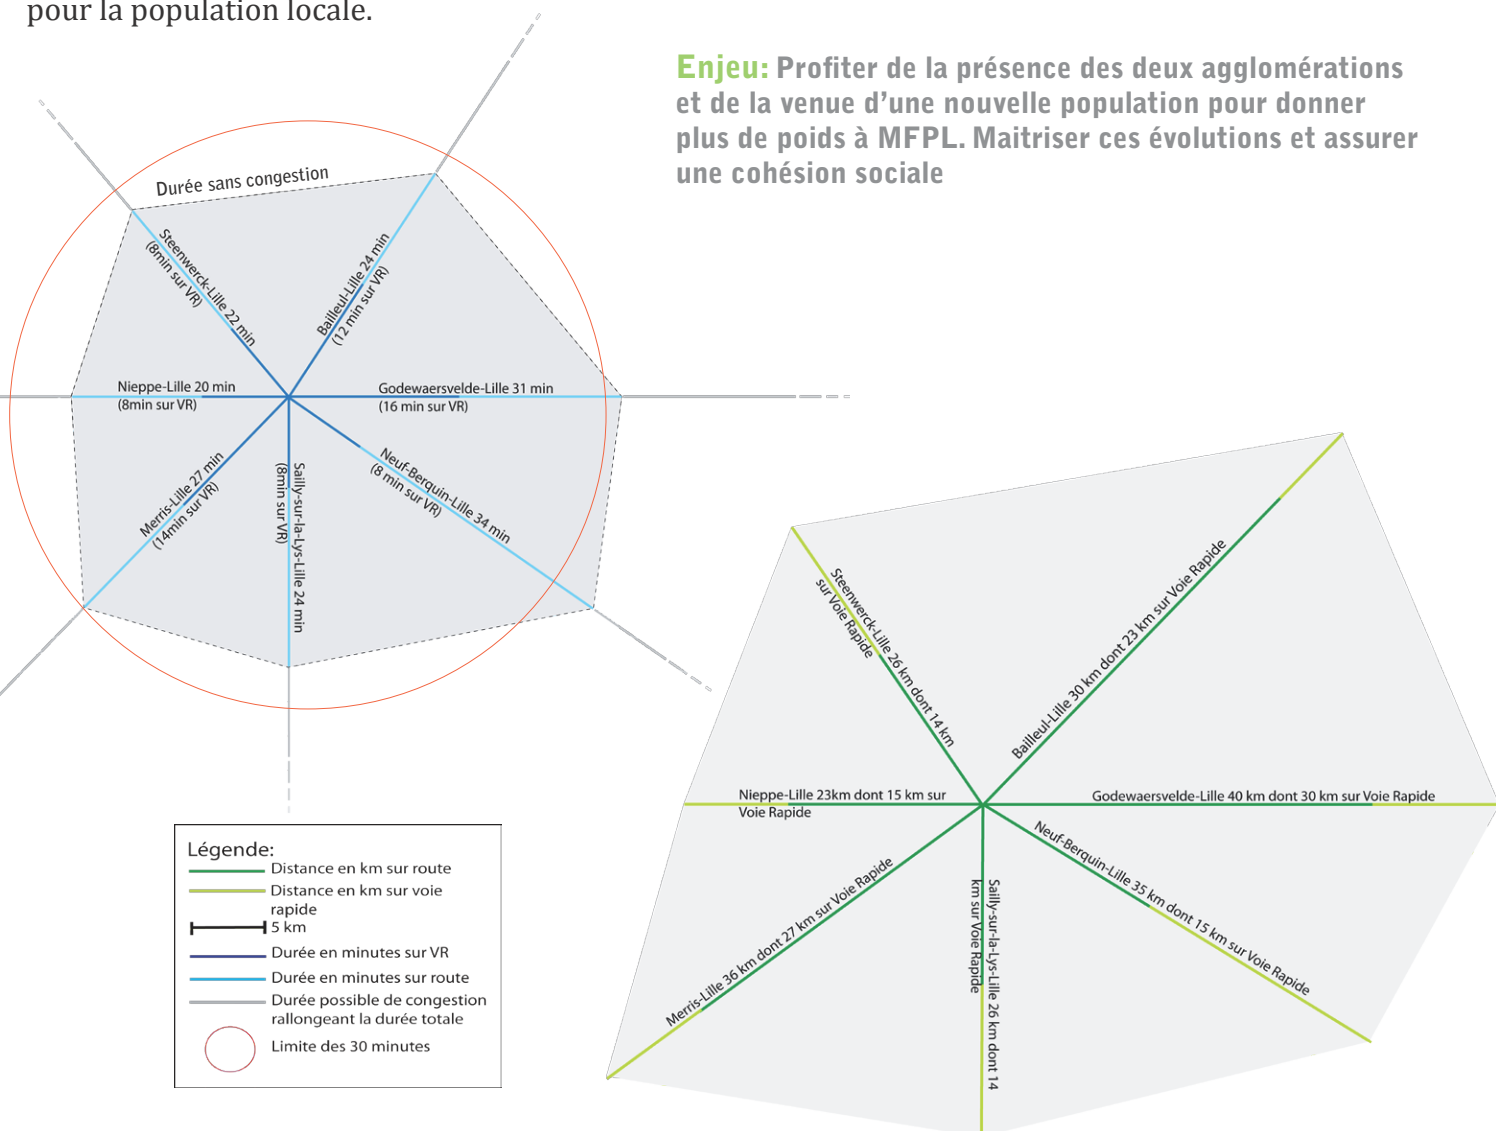 pour la population locale.
Enjeu: Profiter de la présence des deux agglomérations
et de la venue d’une nouvelle population pour donner
plus de poids à MFPL. Maitriser ces évolutions et assurer
une cohésion sociale
Durée sans congestion
Steenwerck-Lille 22 min
(8min sur VR)
Bailleul-Lille 24 min
(12 min sur VR)
Nieppe-Lille 20 min
(8min sur VR)
Godewaersvelde-Lille 31 min
(16 min sur VR)
Merris-Lille 27 min
(14min sur VR)
Sailly-sur-la-Lys-Lille 24 min
(8min sur VR)
Neuf-Berquin-Lille 34 min
(8 min sur VR)
Steenwerck-Lille 26 km dont 14 km
sur Voie Rapide
Bailleul-Lille 30 km dont 23 km sur Voie Rapide
Nieppe-Lille 23km dont 15 km sur
Voie Rapide
Godewaersvelde-Lille 40 km dont 30 km sur Voie Rapide
Merris-Lille 36 km dont 27 km sur Voie Rapide
Sailly-sur-la-Lys-Lille 26 km dont 14
km sur Voie Rapide
Neuf-Berquin-Lille 35 km dont 15 km sur Voie Rapide
Légende:
Distance en km sur route
Distance en km sur voie
rapide
5 km
Durée en minutes sur VR
Durée en minutes sur route
Durée possible de congestion
rallongeant la durée totale
Limite des 30 minutes